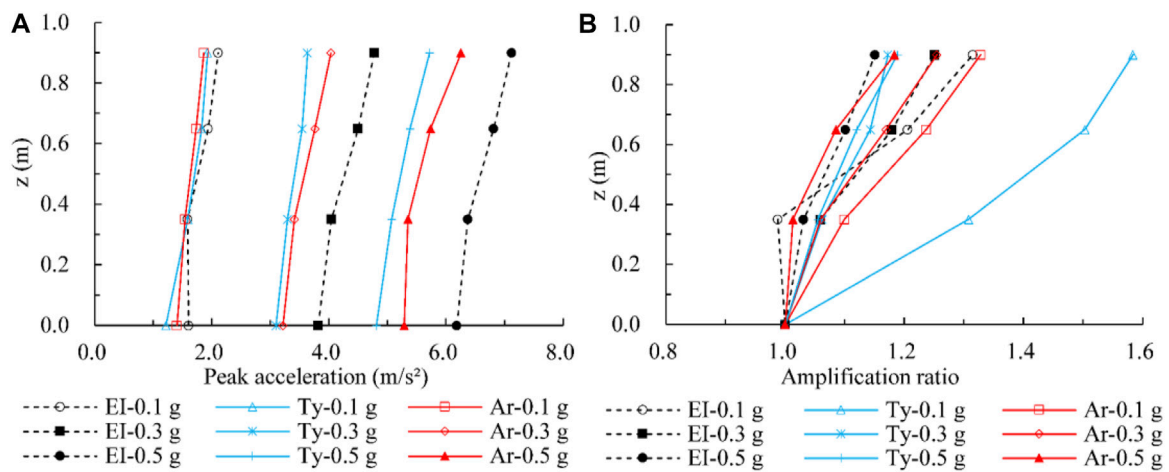 A
1.0
0.8
0.6
0.4
0.2
0.0
z (m)
0.0 2.0 4.0 6.0 8.0
Peak acceleration (m/s²)
EI-0.1 g Ty-0.1 g Ar-0.1 g
EI-0.3 g Ty-0.3 g Ar-0.3 g
EI-0.5 g Ty-0.5 g Ar-0.5 g
B
1.0
0.8
0.6
0.4
0.2
0.0
z (m)
0.8 1.0 1.2 1.4 1.6
Amplification ratio
EI-0.1 g Ty-0.1 g Ar-0.1 g
EI-0.3 g Ty-0.3 g Ar-0.3 g
EI-0.5 g Ty-0.5 g Ar-0.5 g